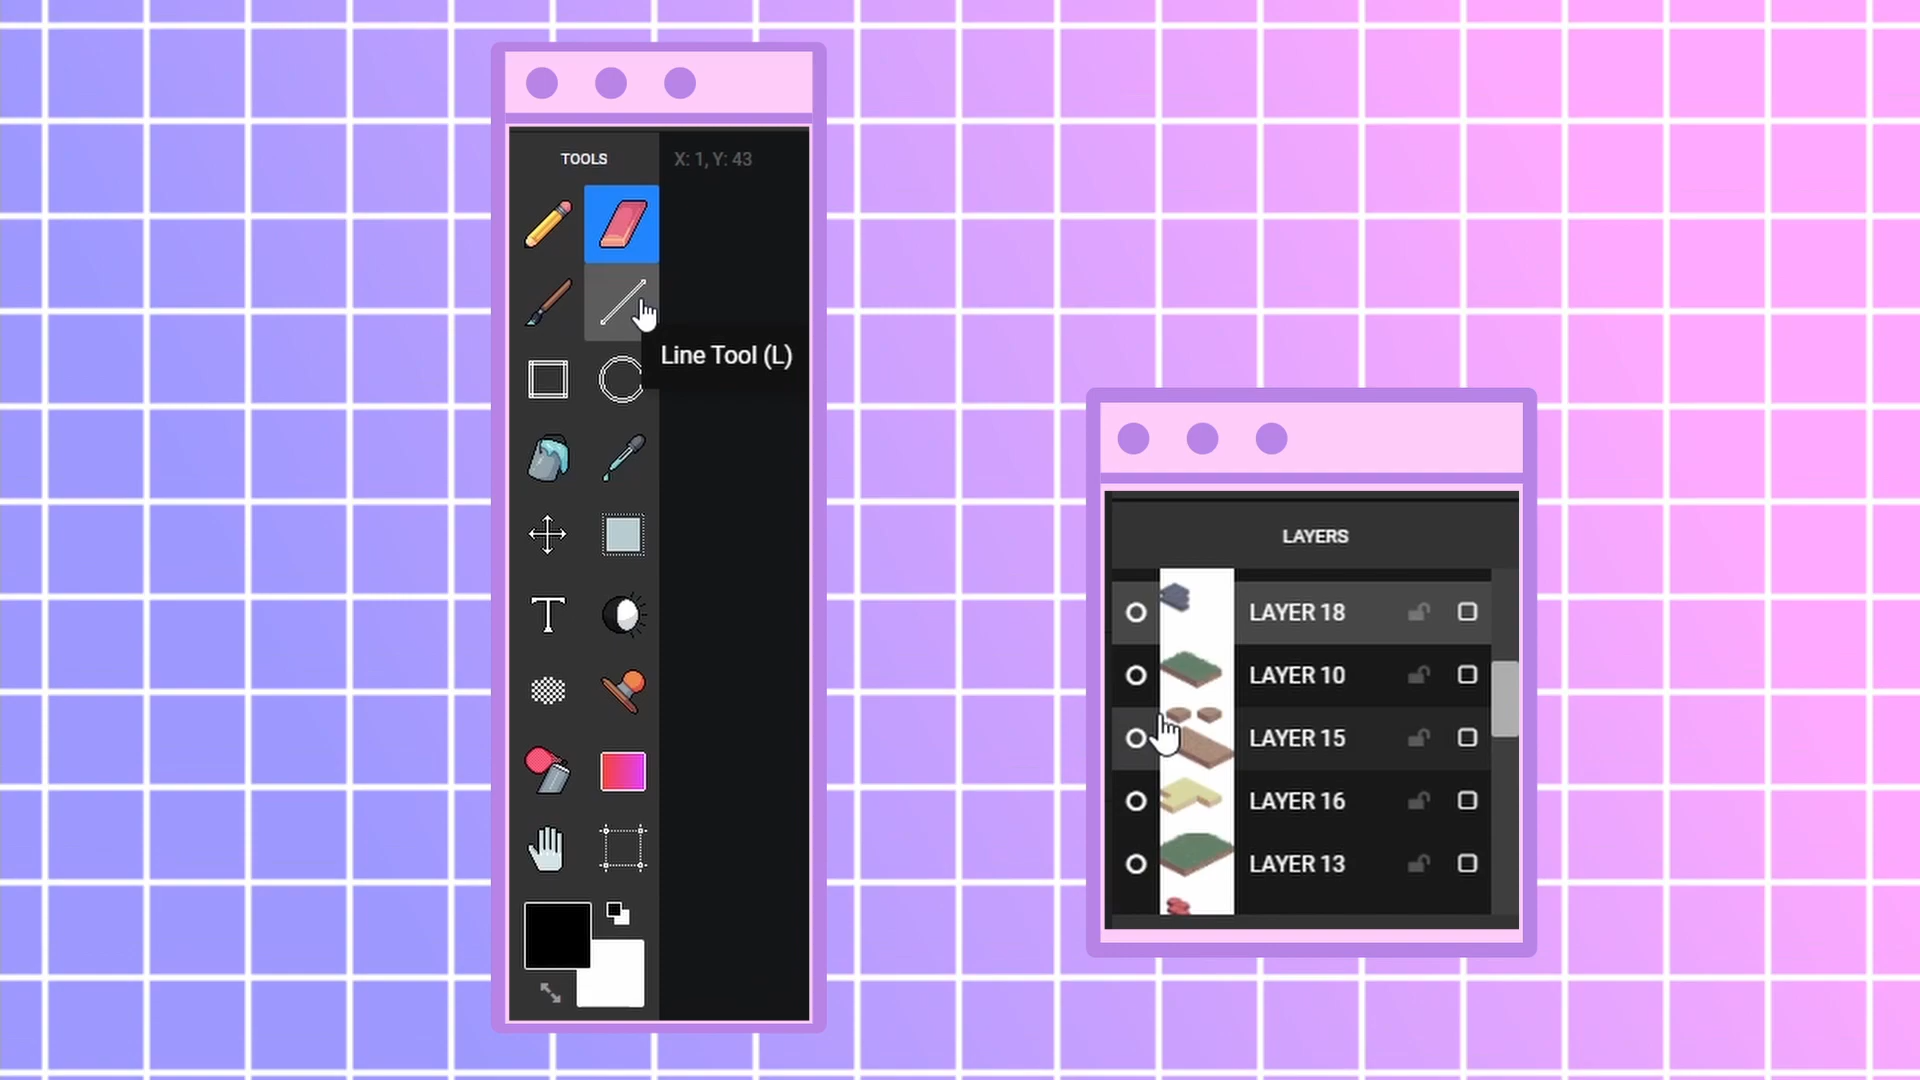 TOOLS
X: 1, Y: 43
Line Tool (L)
LAYERS
LAYER 18
LAYER 10
LAYER 15
LAYER 16
LAYER 13